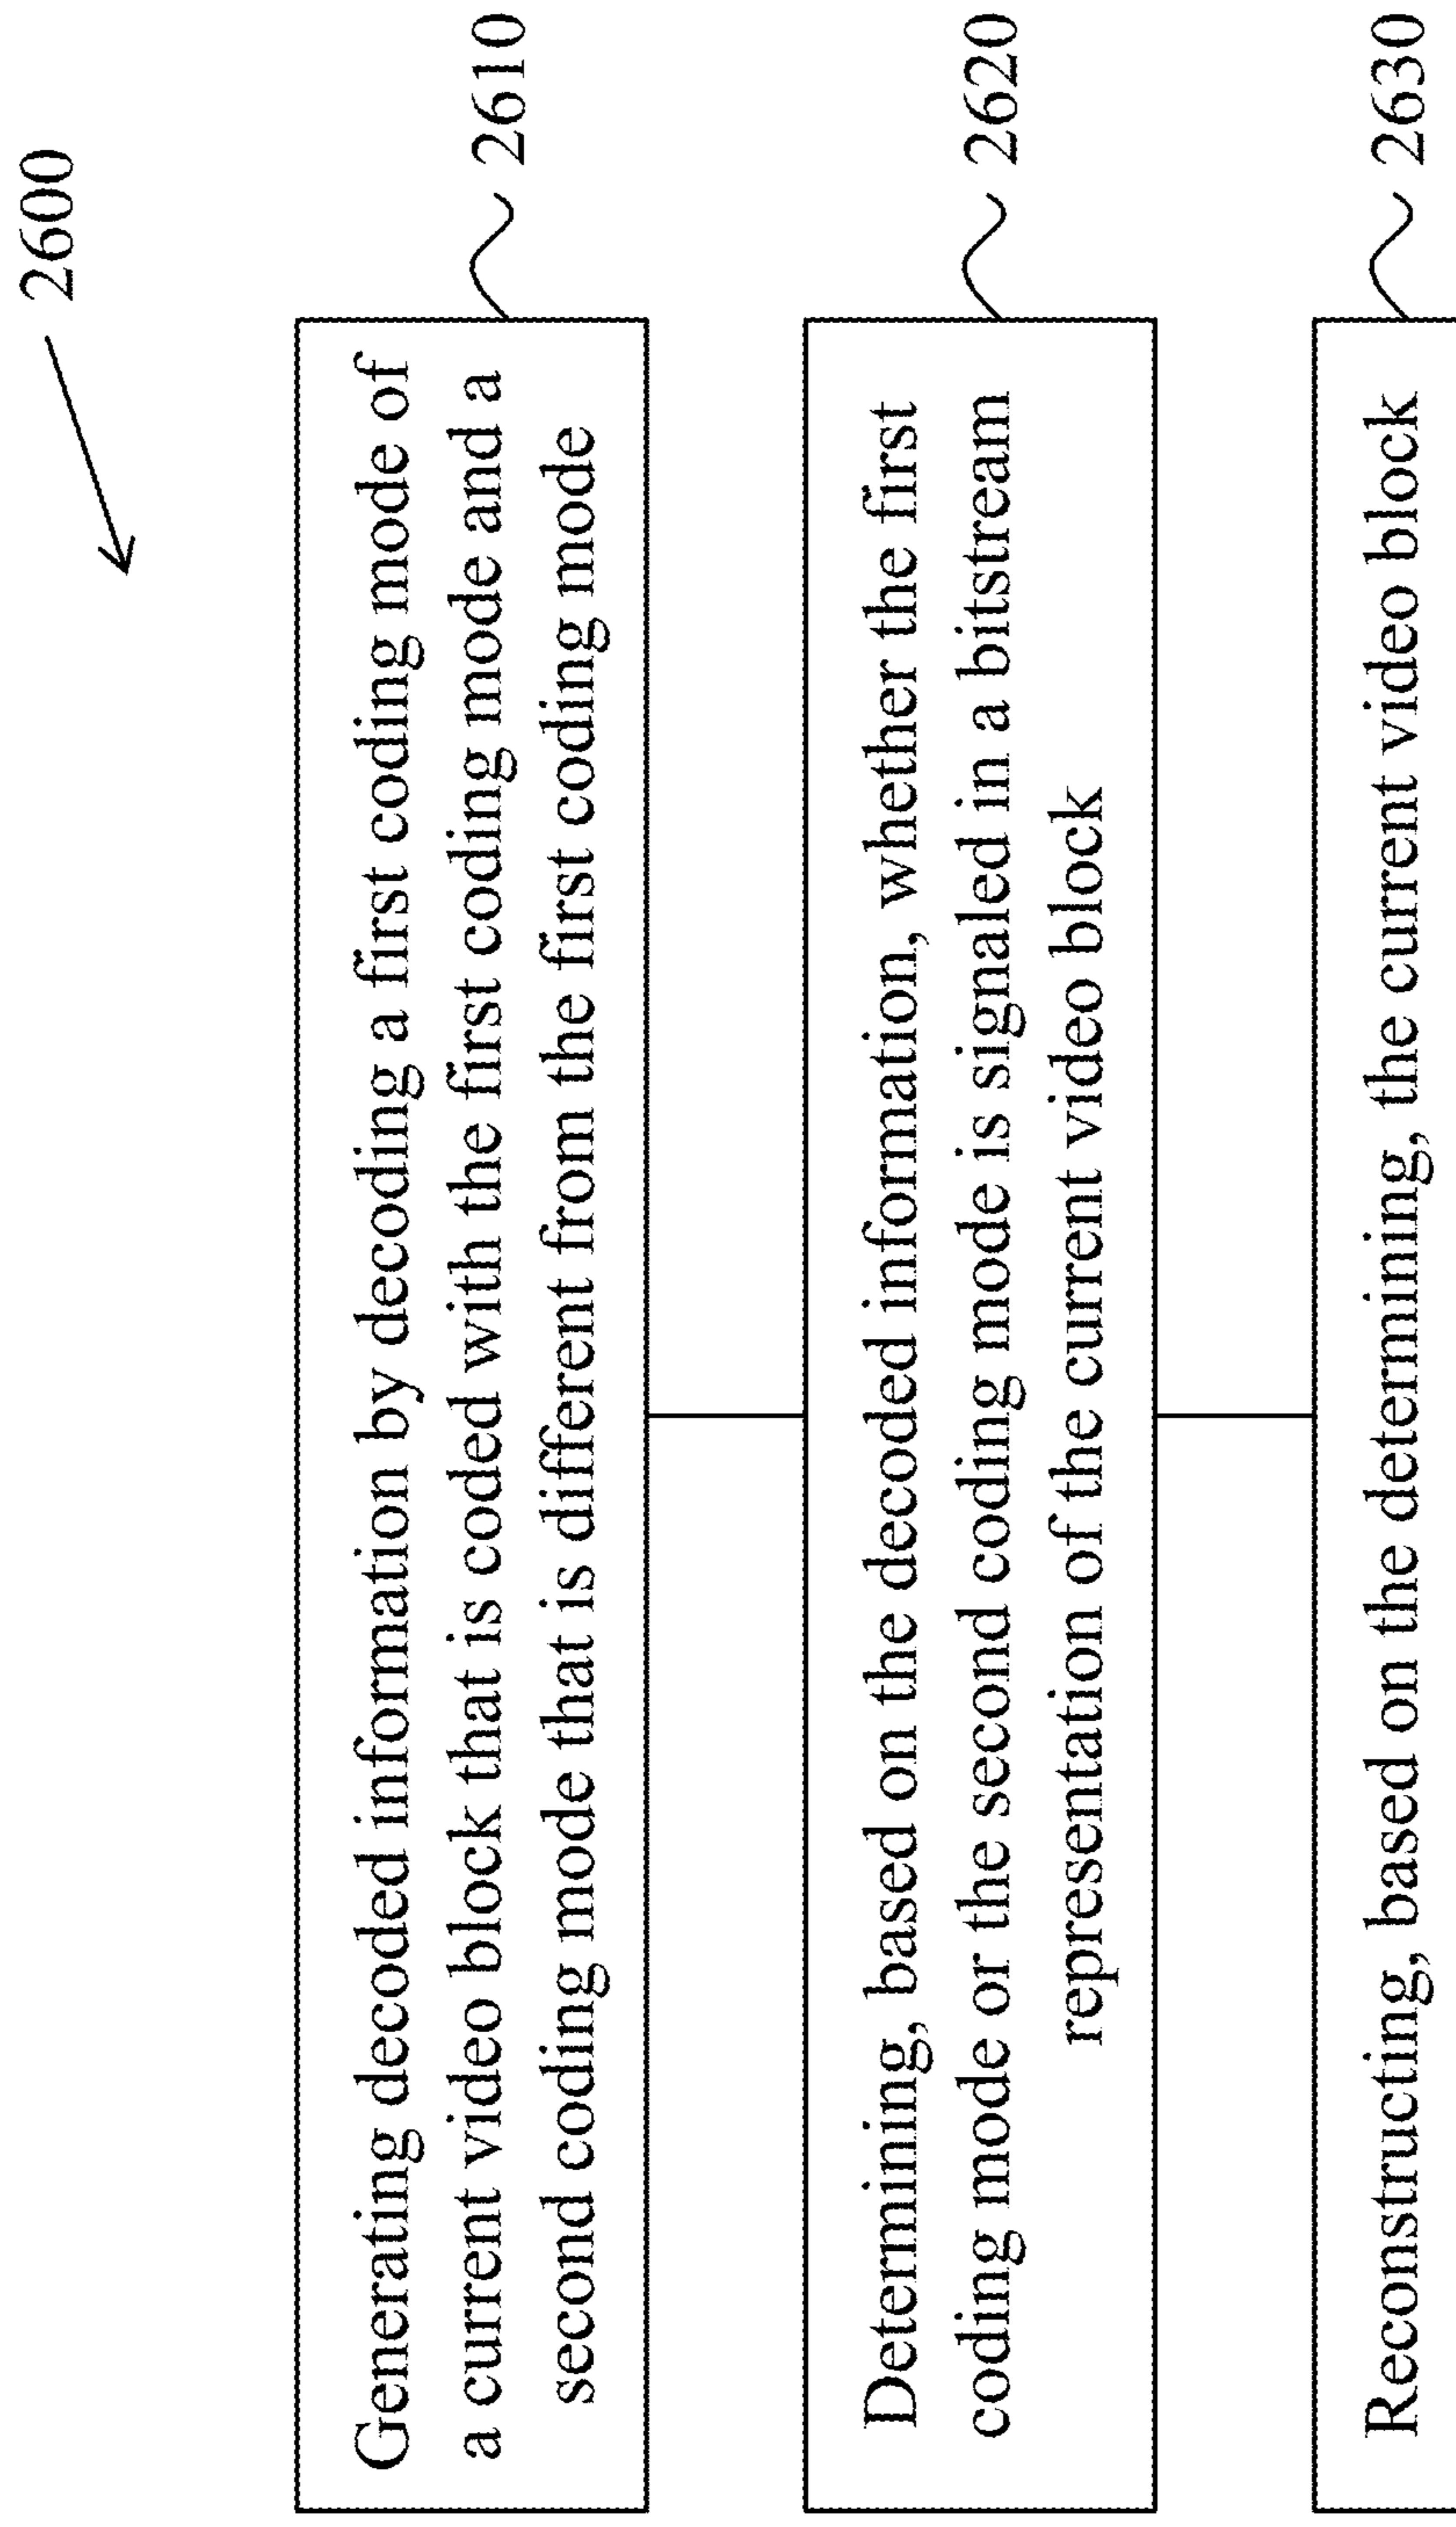 2600
Generating decoded information by decoding a first coding mode of
a current video block that is coded with the first coding mode and a
second coding mode that is different from the first coding mode
2610
Determining, based on the decoded information, whether the first
coding mode or the second coding mode is signaled in a bitstream
representation of the current video block
2620
Reconstructing, based on the determining, the current video block
2630